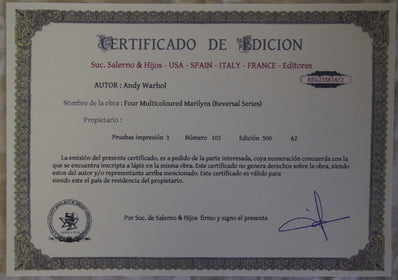 CERTIFICADO DE EDICION
Suc. Salerno & Hijos - USA - SPAIN - ITALY - FRANCE - Editores
REG235814/2
AUTOR : Andy Warhol
Nombre de la obra : Four Multicoloured Marilyns (Reversal Series)
Propietario :
Pruebas impresión 3 Número 203 Edición 500 A2
La emisión del presente certificado, es a pedido de la parte interesada, cuya numeración concuerda con la
que se encuentra inscripta a lápiz en la misma obra. Este certificado no genera derechos sobre la obra, siendo
estos del autor y/o representante arriba mencionado. Este certificado es válido para
siendo este el país de residencia del propietario.
Por Suc. de Salerno & Hijos firmo y signo el presente